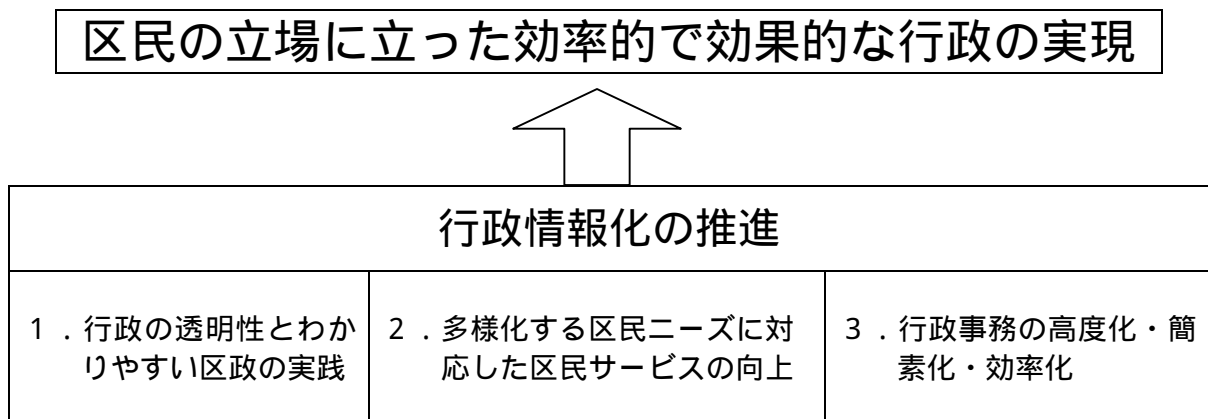 区民の立場に立った効率的で効果的な行政の実現
行政情報化の推進
1．行政の透明性とわか
りやすい区政の実践
2．多様化する区民ニーズに対
応した区民サービスの向上
3．行政事務の高度化・簡
素化・効率化